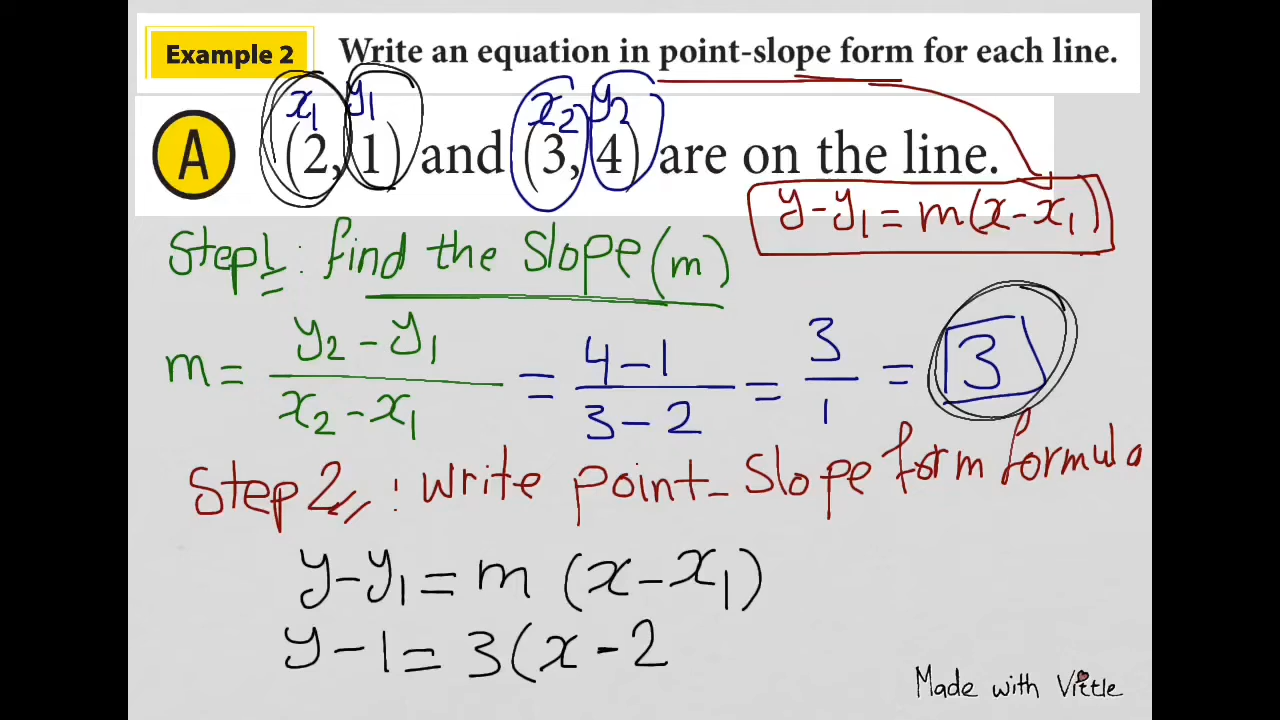 Example 2 Write an equation in point-slope form for each line.
x₁ y₁ x₂ y₂
A (2, 1) and (3, 4) are on the line.
y-y₁ = m(x-x₁)
Step1: find the slope (m)
m = y₂-y₁ / x₂-x₁ = 4-1 / 3-2 = 3/1 = 3
Step 2: write point-slope form formula
y-y₁ = m (x-x₁)
y-1 = 3(x-2
Made with Vittle